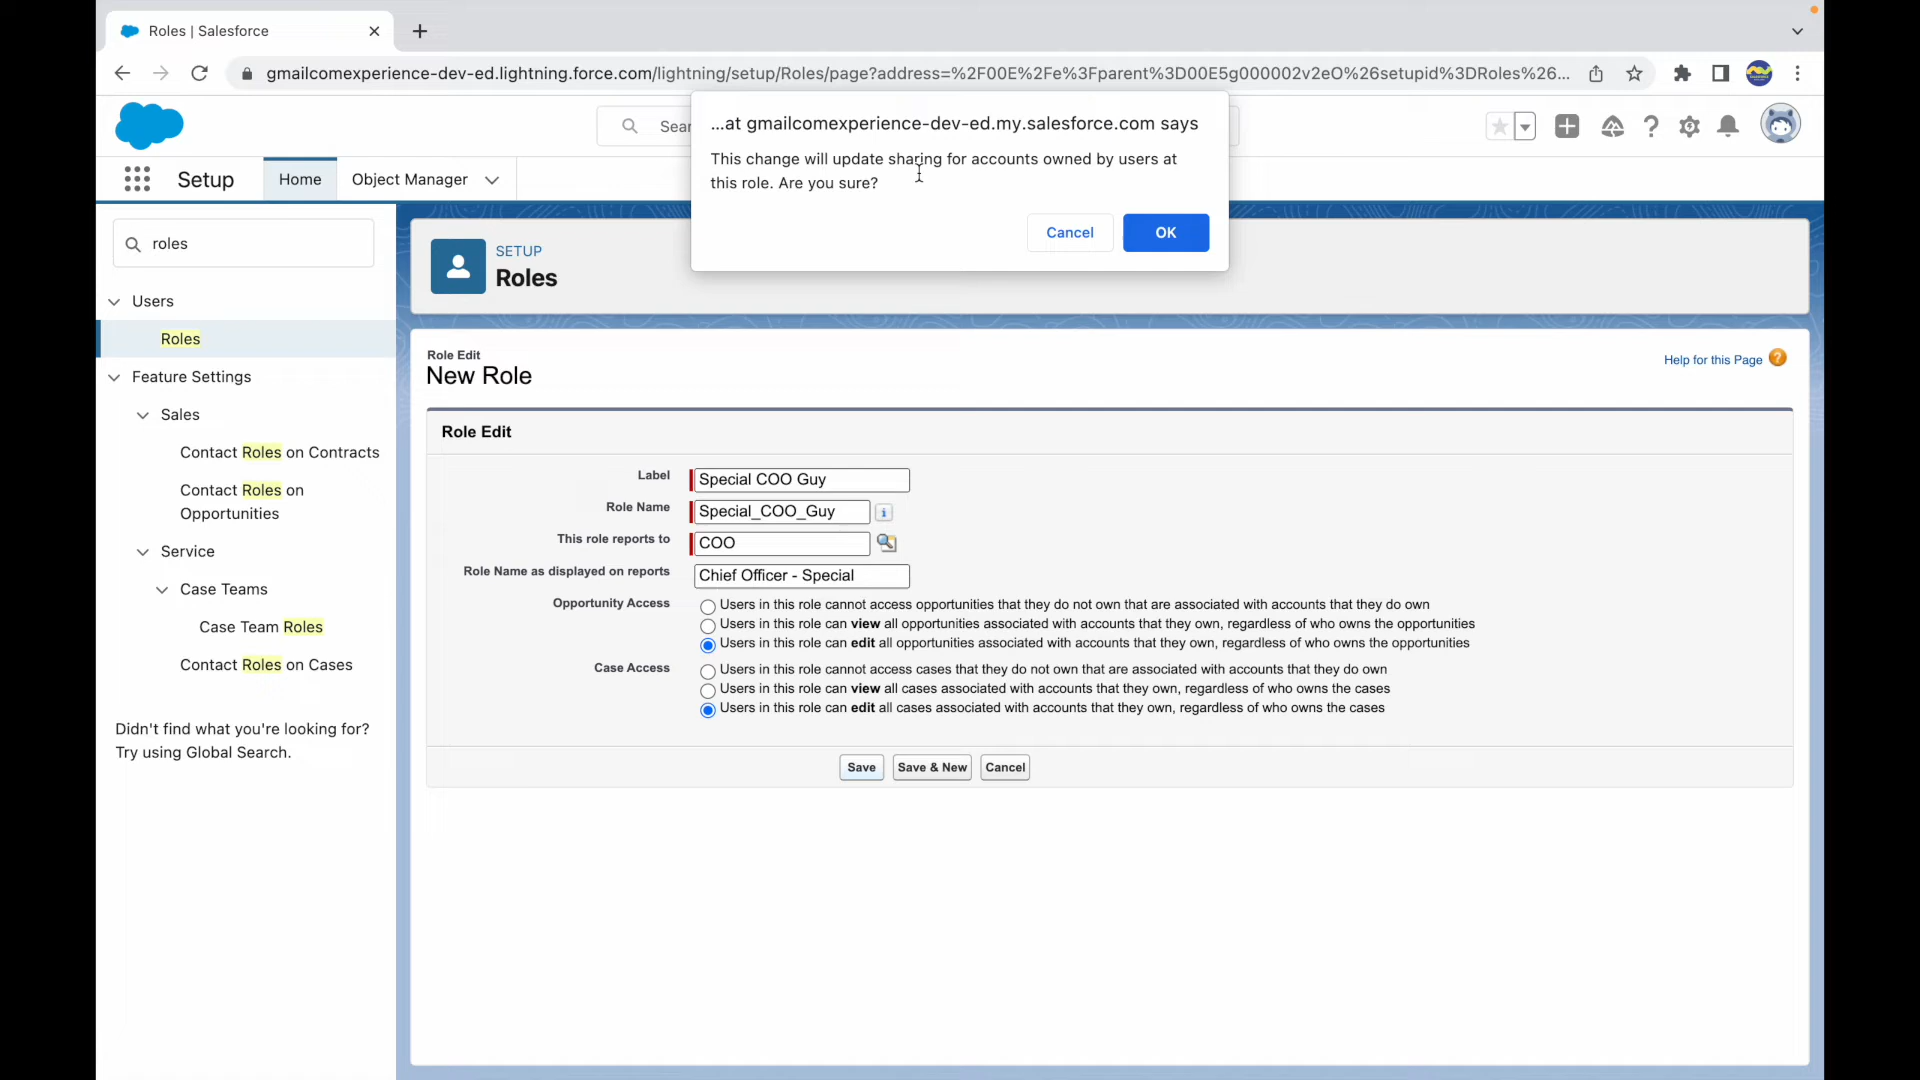 Roles | Salesforce
gmailcomexperience-dev-ed.lightning.force.com/lightning/setup/Roles/page?address=%2F00E%2Fe%3Fparent%3D00E5g000002v2eO%26setupid%3DRoles%26...
...at gmailcomexperience-dev-ed.my.salesforce.com says
This change will update sharing for accounts owned by users at
this role. Are you sure?
Cancel
OK
Sear
Setup
Home
Object Manager
roles
Users
Roles
Feature Settings
Sales
Contact Roles on Contracts
Contact Roles on
Opportunities
Service
Case Teams
Case Team Roles
Contact Roles on Cases
Didn't find what you're looking for?
Try using Global Search.
SETUP
Roles
Role Edit
New Role
Help for this Page
Role Edit
Label
Special COO Guy
Role Name
Special_COO_Guy
This role reports to
COO
Role Name as displayed on reports
Chief Officer - Special
Opportunity Access
Users in this role cannot access opportunities that they do not own that are associated with accounts that they do own
Users in this role can view all opportunities associated with accounts that they own, regardless of who owns the opportunities
Users in this role can edit all opportunities associated with accounts that they own, regardless of who owns the opportunities
Case Access
Users in this role cannot access cases that they do not own that are associated with accounts that they do own
Users in this role can view all cases associated with accounts that they own, regardless of who owns the cases
Users in this role can edit all cases associated with accounts that they own, regardless of who owns the cases
Save
Save & New
Cancel